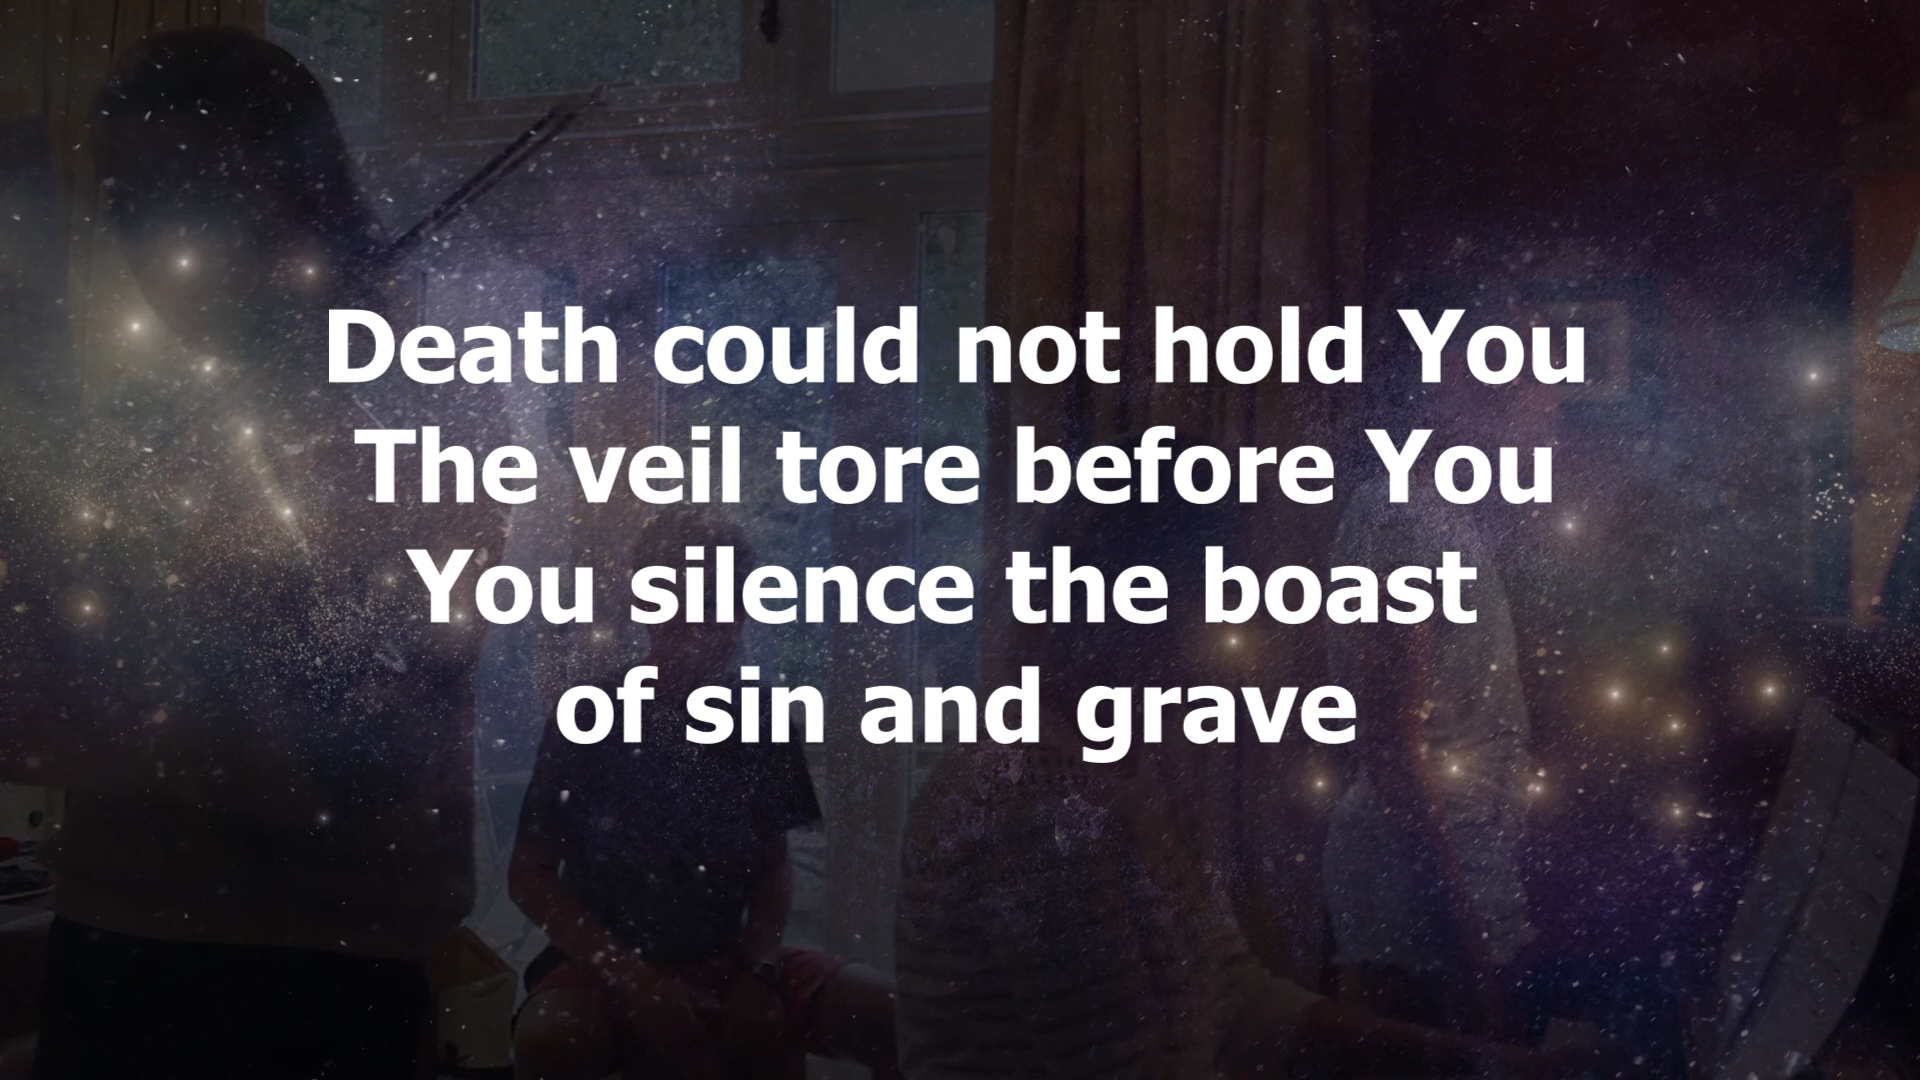 Death could not hold You
The veil tore before You
You silence the boast
of sin and grave